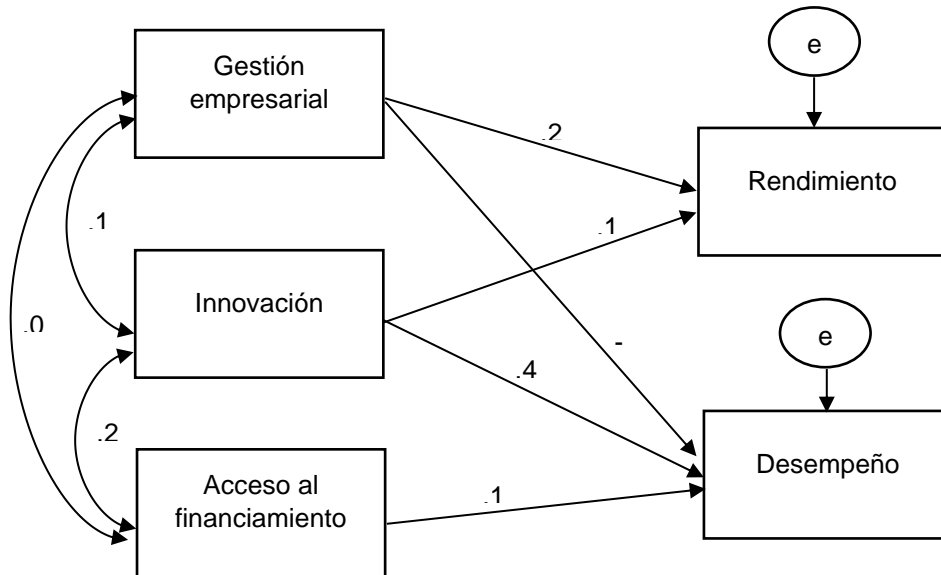 Gestión
empresarial
e
.2
Rendimiento
.1
.1
Innovación
.0
-
e
.4
.2
Desempeño
Acceso al
financiamiento
.1